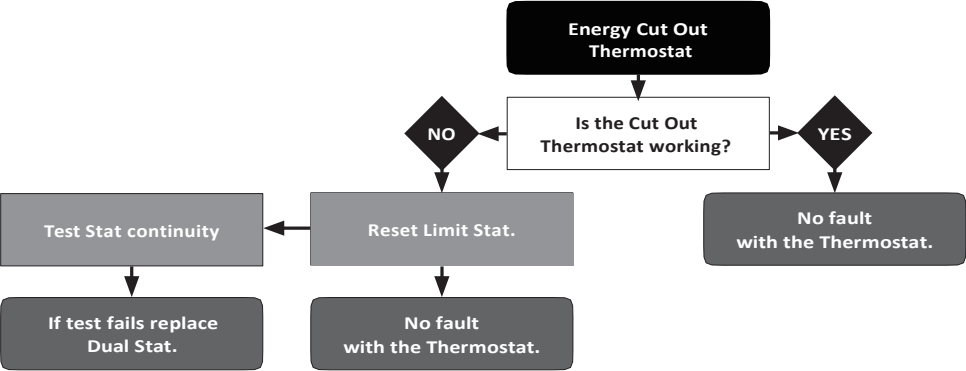 Energy Cut Out
Thermostat
Is the Cut Out
Thermostat working?
NO
YES
Test Stat continuity
Reset Limit Stat.
No fault
with the Thermostat.
If test fails replace
Dual Stat.
No fault
with the Thermostat.